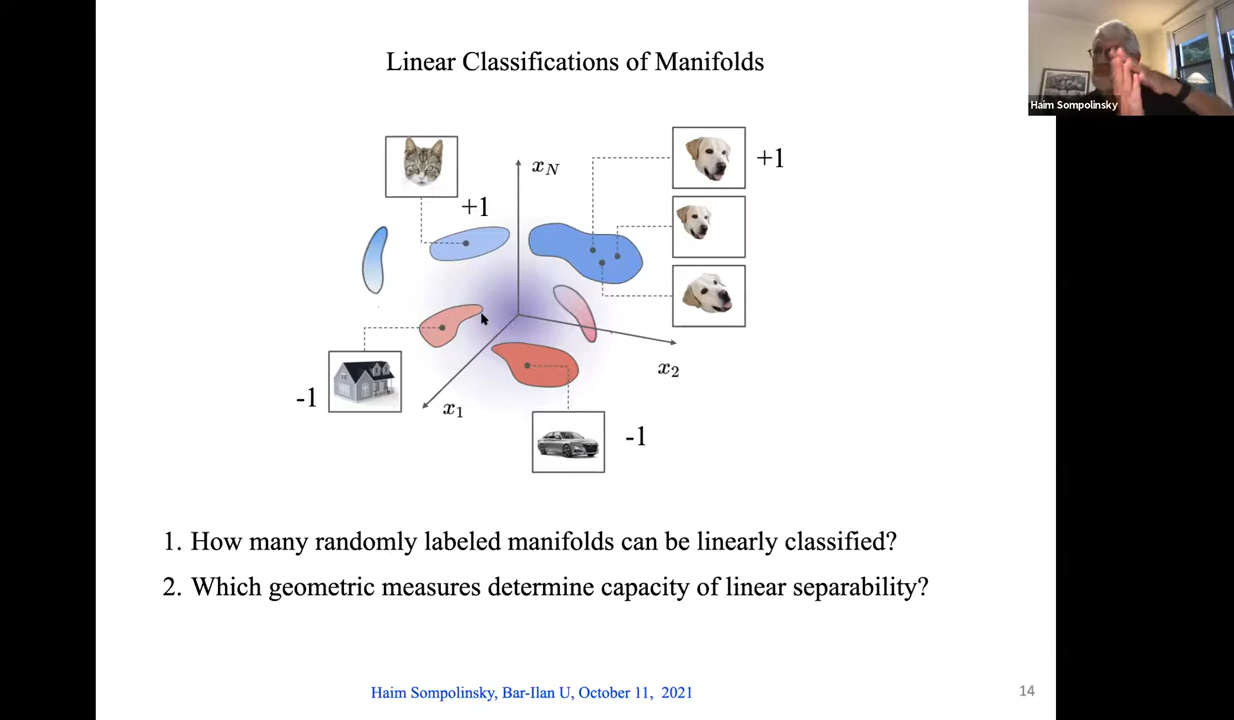 Linear Classifications of Manifolds
Haim Sompolinsky
+1
x_N
+1
-1
x_1
x_2
-1
1. How many randomly labeled manifolds can be linearly classified?
2. Which geometric measures determine capacity of linear separability?
Haim Sompolinsky, Bar-Ilan U, October 11, 2021
14